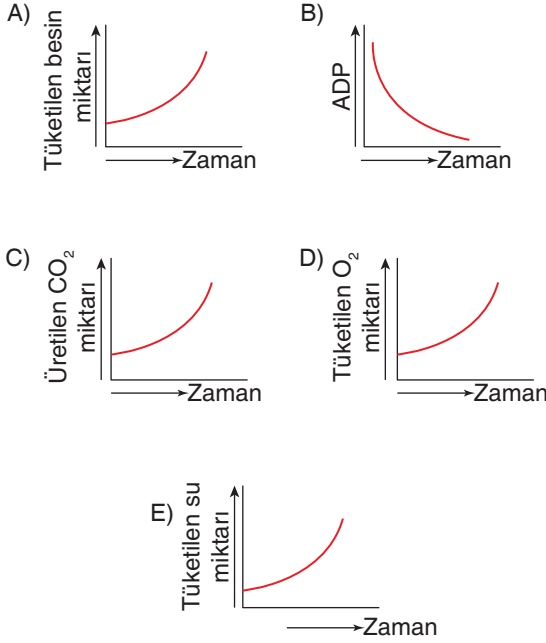 A)
Tüketilen besin
miktarı
Zaman
B)
ADP
Zaman
C)
Üretilen CO₂
miktarı
Zaman
D)
Tüketilen O₂
miktarı
Zaman
E)
Tüketilen su
miktarı
Zaman